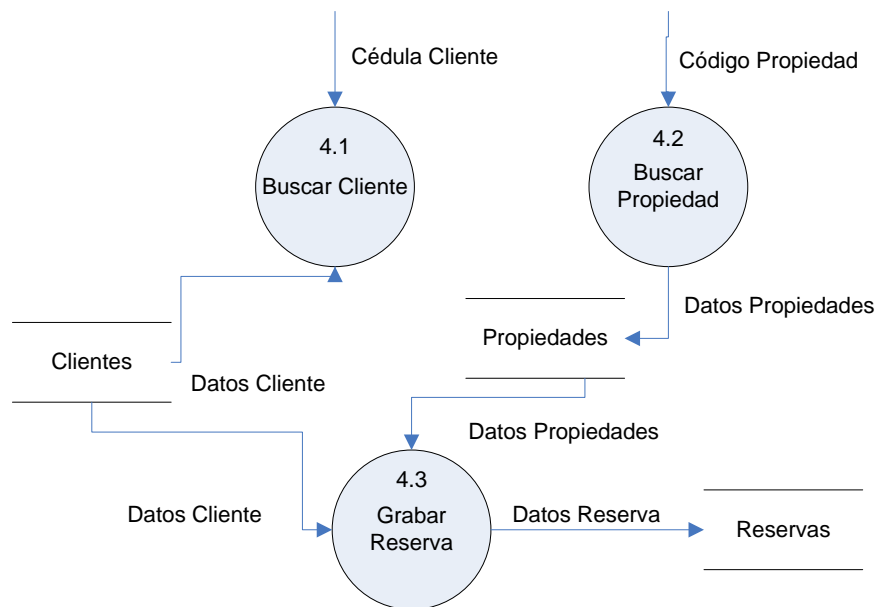 Cédula Cliente
Código Propiedad
4.1
Buscar Cliente
4.2
Buscar
Propiedad
Datos Propiedades
Propiedades
Clientes
Datos Cliente
Datos Propiedades
4.3
Grabar
Reserva
Datos Cliente
Datos Reserva
Reservas